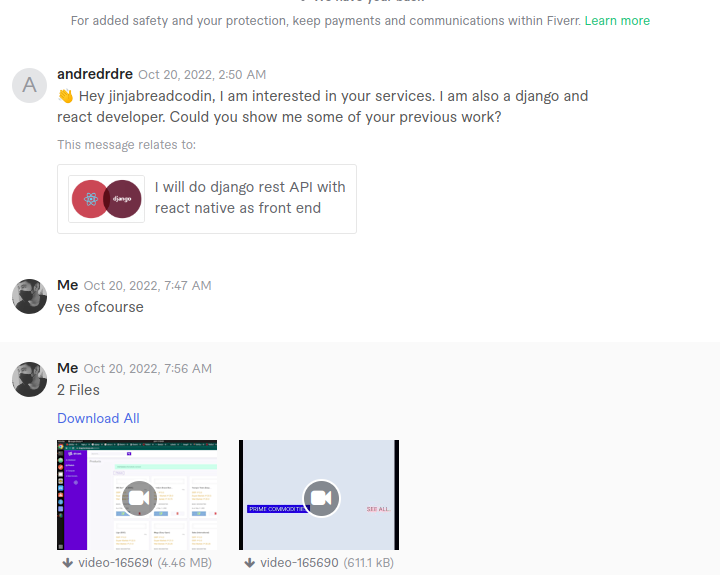 For added safety and your protection, keep payments and communications within Fiverr. Learn more
A
andredrdre Oct 20, 2022, 2:50 AM
👋 Hey jinjabreadcodin, I am interested in your services. I am also a django and
react developer. Could you show me some of your previous work?
This message relates to:
django
I will do django rest API with
react native as front end
Me Oct 20, 2022, 7:47 AM
yes ofcourse
Me Oct 20, 2022, 7:56 AM
2 Files
Download All
PRIME COMMODITIE
SEE ALL.
video-165690 (4.46 MB)
video-165690 (611.1 kB)